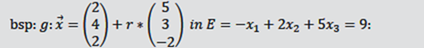 bsp: g: x⃗ = (2 4 2) + r * (5 3 −2) in E = −x₁ + 2x₂ + 5x₃ = 9: